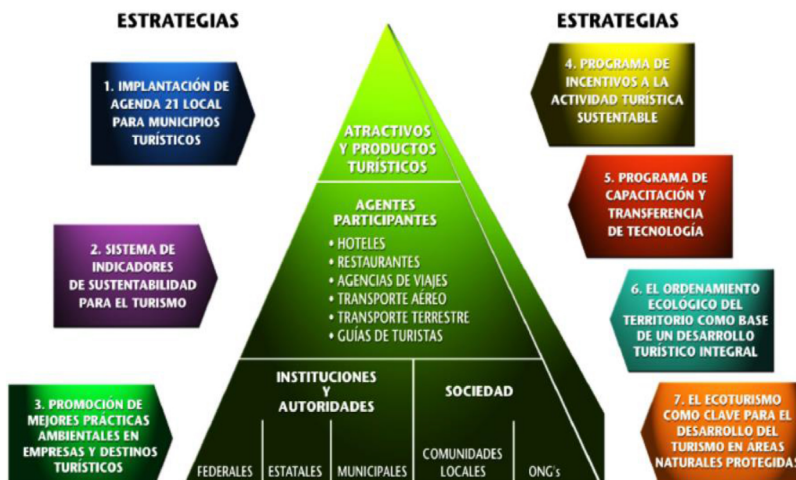 ESTRATEGIAS
1. IMPLANTACIÓN DE
AGENDA 21 LOCAL
PARA MUNICIPIOS
TURÍSTICOS
2. SISTEMA DE
INDICADORES
DE SUSTENTABILIDAD
PARA EL TURISMO
3. PROMOCIÓN DE
MEJORES PRÁCTICAS
AMBIENTALES EN
EMPRESAS Y DESTINOS
TURÍSTICOS
ATRACTIVOS
Y PRODUCTOS
TURÍSTICOS
AGENTES
PARTICIPANTES
• HOTELES
• RESTAURANTES
• AGENCIAS DE VIAJES
• TRANSPORTE AÉREO
• TRANSPORTE TERRESTRE
• GUÍAS DE TURISTAS
INSTITUCIONES
Y
AUTORIDADES
FEDERALES
ESTATALES
MUNICIPALES
SOCIEDAD
COMUNIDADES
LOCALES
ONG's
ESTRATEGIAS
4. PROGRAMA DE
INCENTIVOS A LA
ACTIVIDAD TURÍSTICA
SUSTENTABLE
5. PROGRAMA DE
CAPACITACIÓN Y
TRANSFERENCIA
DE TECNOLOGÍA
6. EL ORDENAMIENTO
ECOLÓGICO DEL
TERRITORIO COMO BASE
DE UN DESARROLLO
TURÍSTICO INTEGRAL
7. EL ECOTURISMO
COMO CLAVE PARA EL
DESARROLLO DEL
TURISMO EN ÁREAS
NATURALES PROTEGIDAS